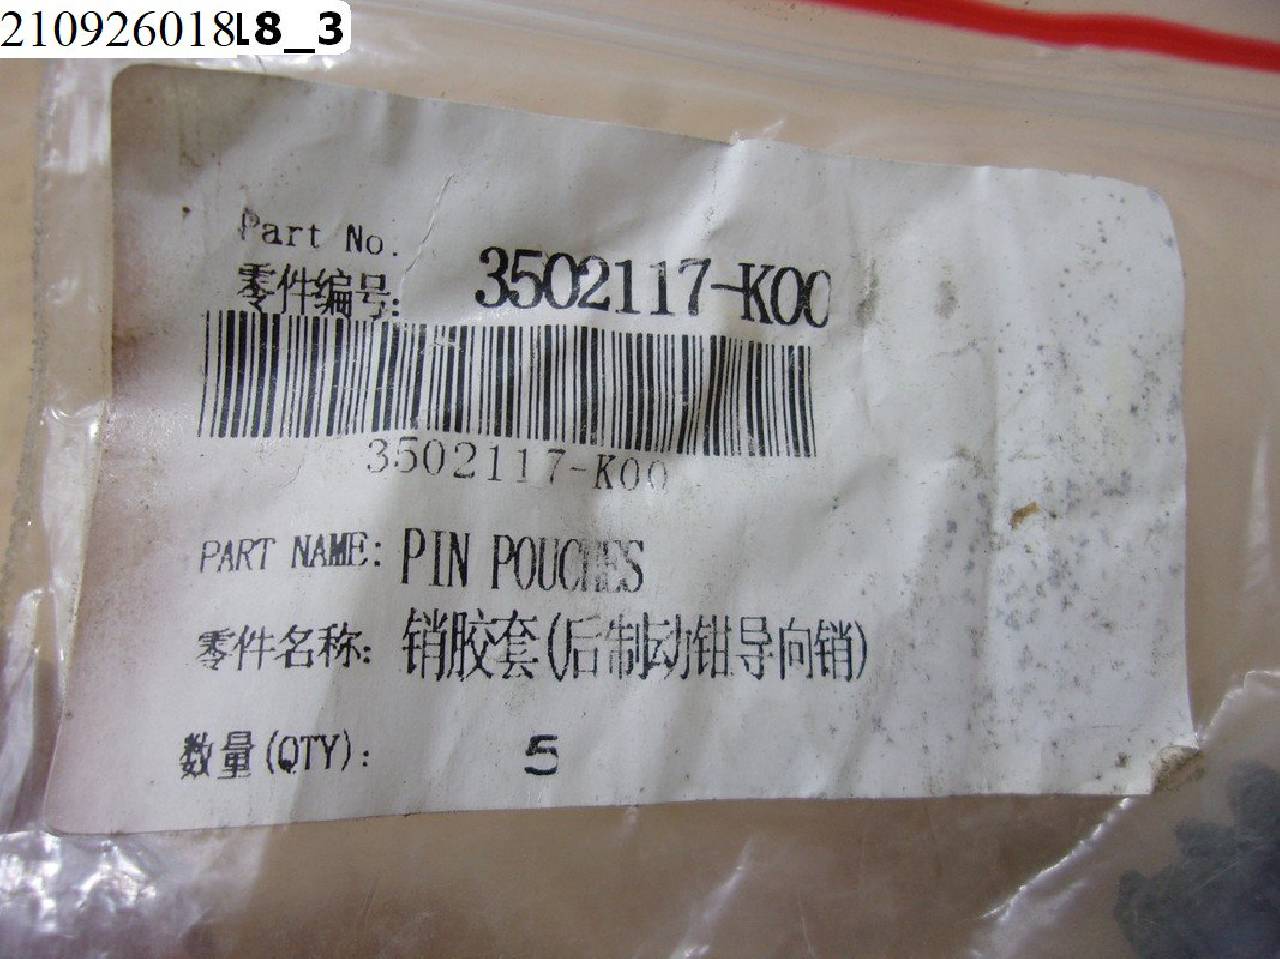 210926018L8_3
Part No.
零件编号: 3502117-K00
3502117-K00
PART NAME: PIN POUCHES
零件名称: 销胶套(后制动钳导向销)
数量(QTY): 5